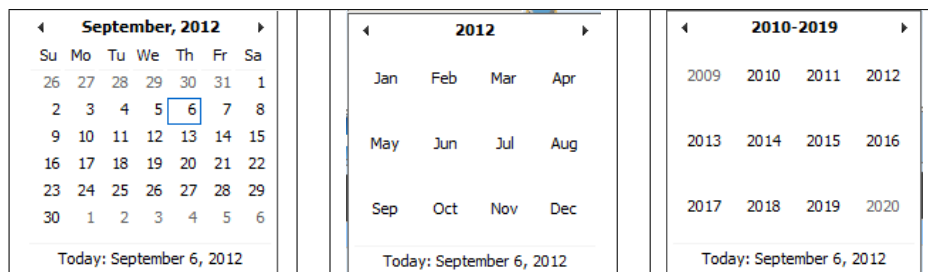 September, 2012
Su Mo Tu We Th Fr Sa
26 27 28 29 30 31 1
2 3 4 5 6 7 8
9 10 11 12 13 14 15
16 17 18 19 20 21 22
23 24 25 26 27 28 29
30 1 2 3 4 5 6
Today: September 6, 2012
2012
Jan Feb Mar Apr
May Jun Jul Aug
Sep Oct Nov Dec
Today: September 6, 2012
2010-2019
2009 2010 2011 2012
2013 2014 2015 2016
2017 2018 2019 2020
Today: September 6, 2012